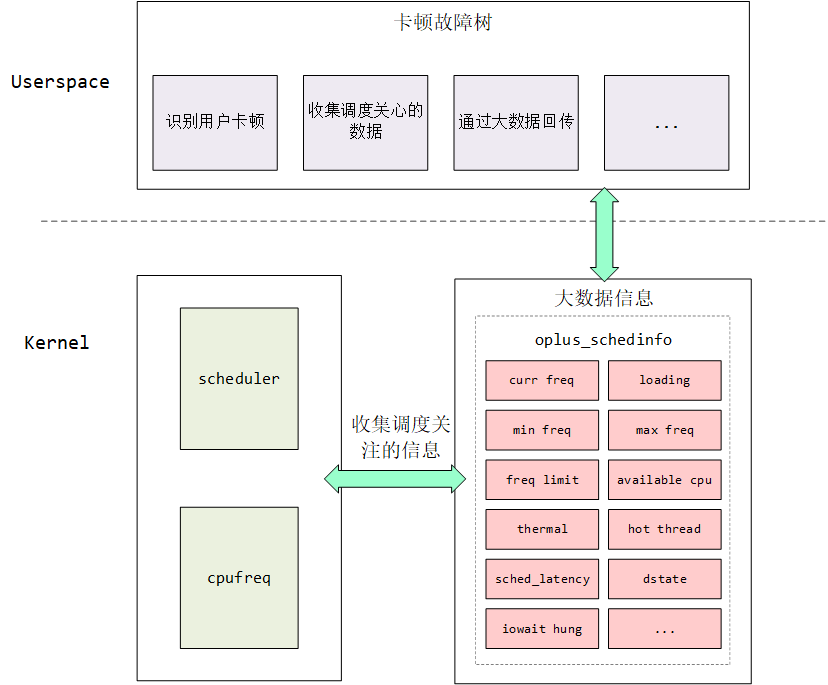 卡顿故障树
Userspace
识别用户卡顿
收集调度关心的
数据
通过大数据回传
...
Kernel
scheduler
cpufreq
收集调度关
注的信息
大数据信息
oplus_schedinfo
curr freq
loading
min freq
max freq
freq limit
available cpu
thermal
hot thread
sched_latency
dstate
iowait hung
...